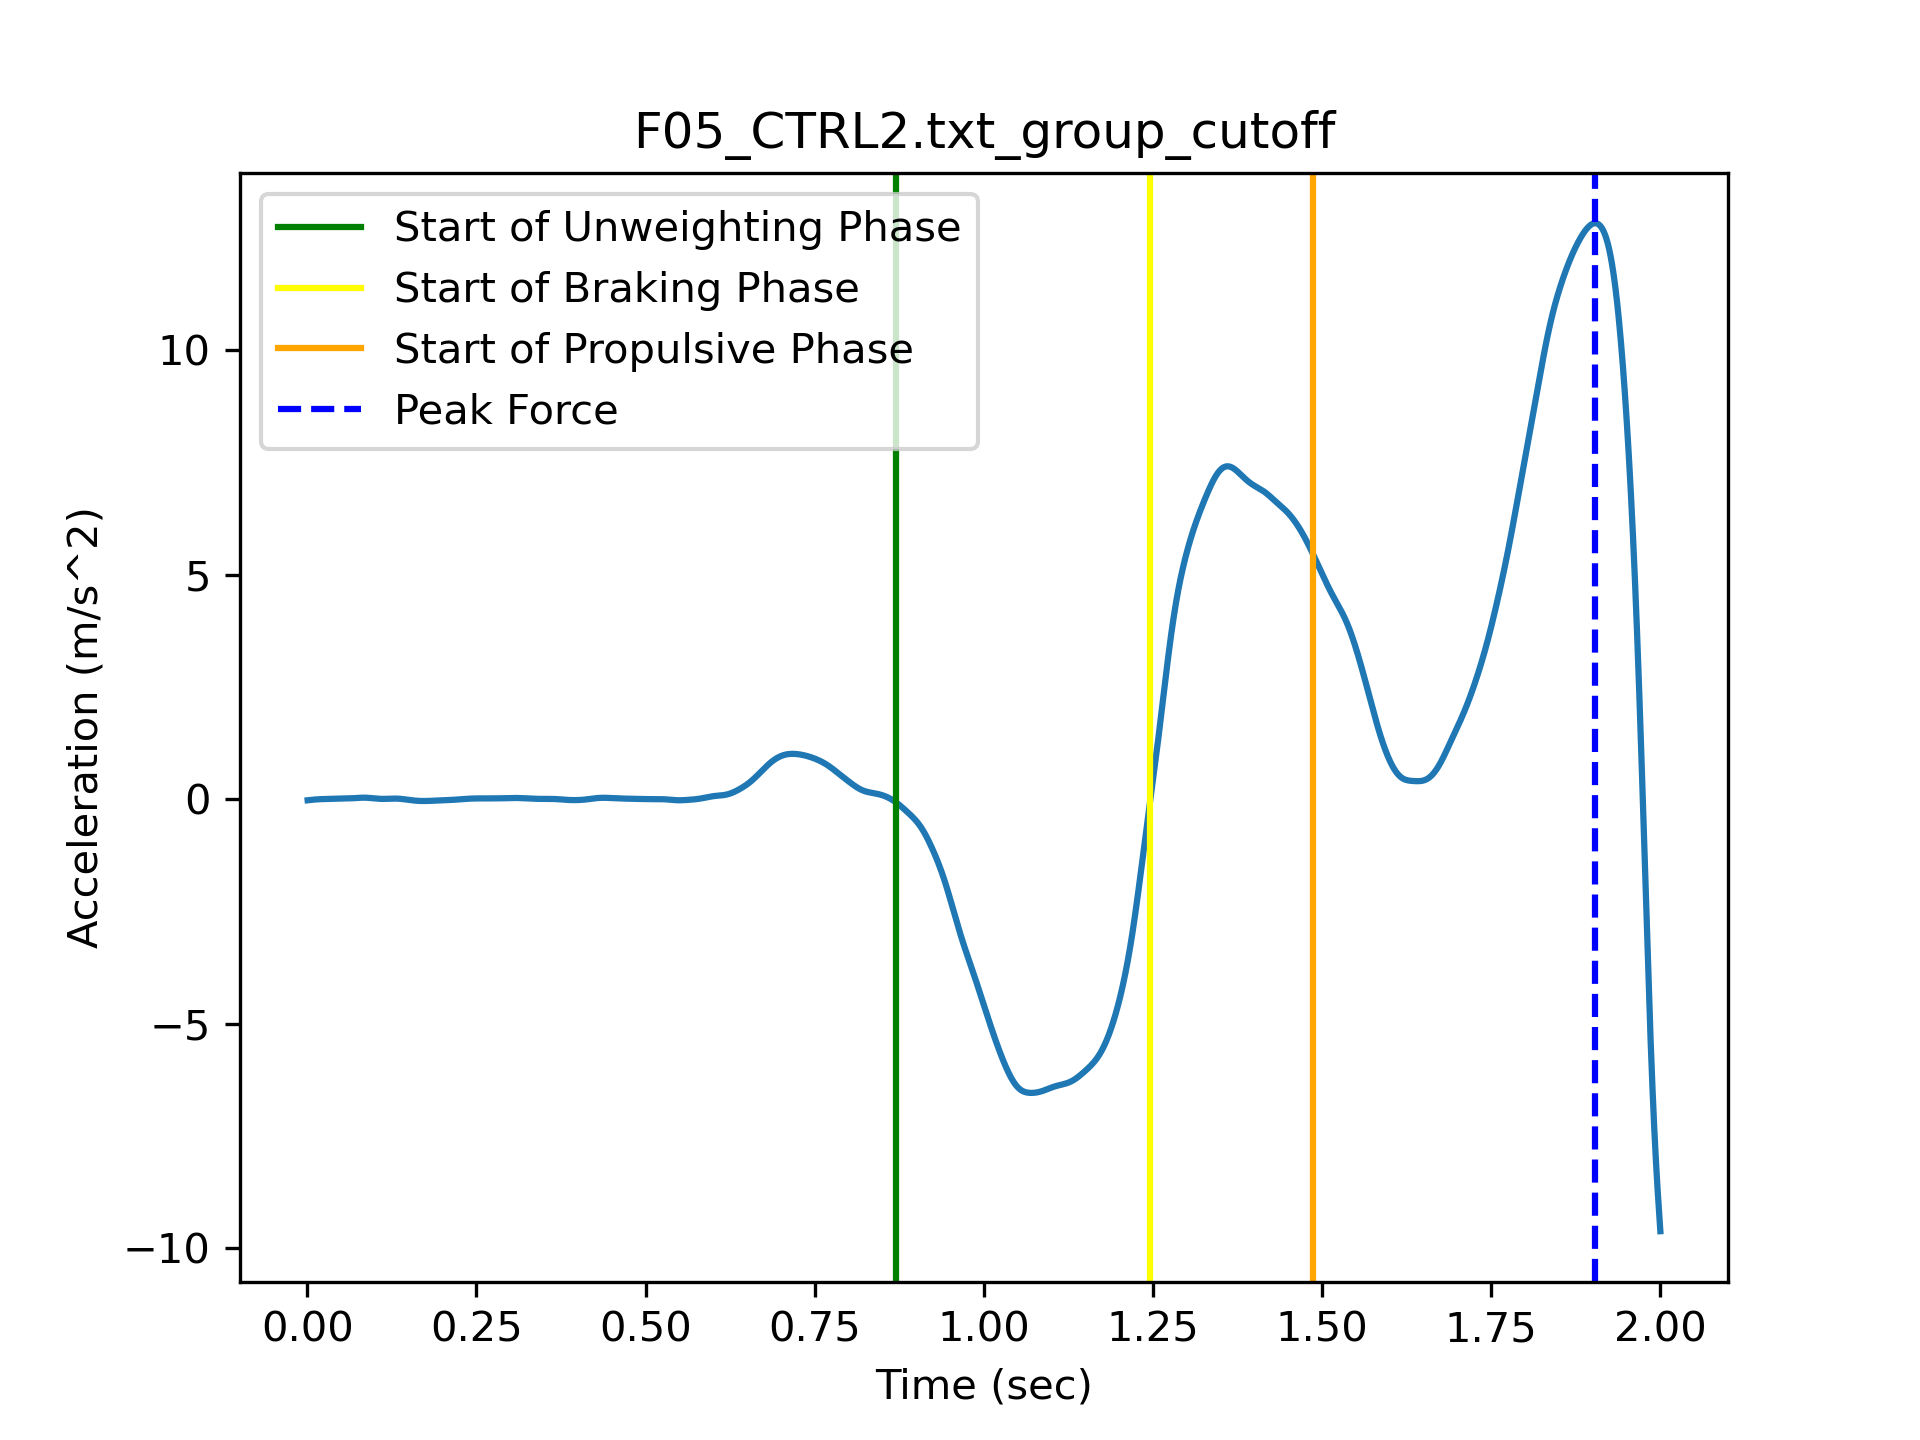 F05_CTRL2.txt_group_cutoff
Start of Unweighting Phase
Start of Braking Phase
Start of Propulsive Phase
Peak Force
10
5
0
−5
−10
Acceleration (m/s^2)
0.00 0.25 0.50 0.75 1.00 1.25 1.50 1.75 2.00
Time (sec)